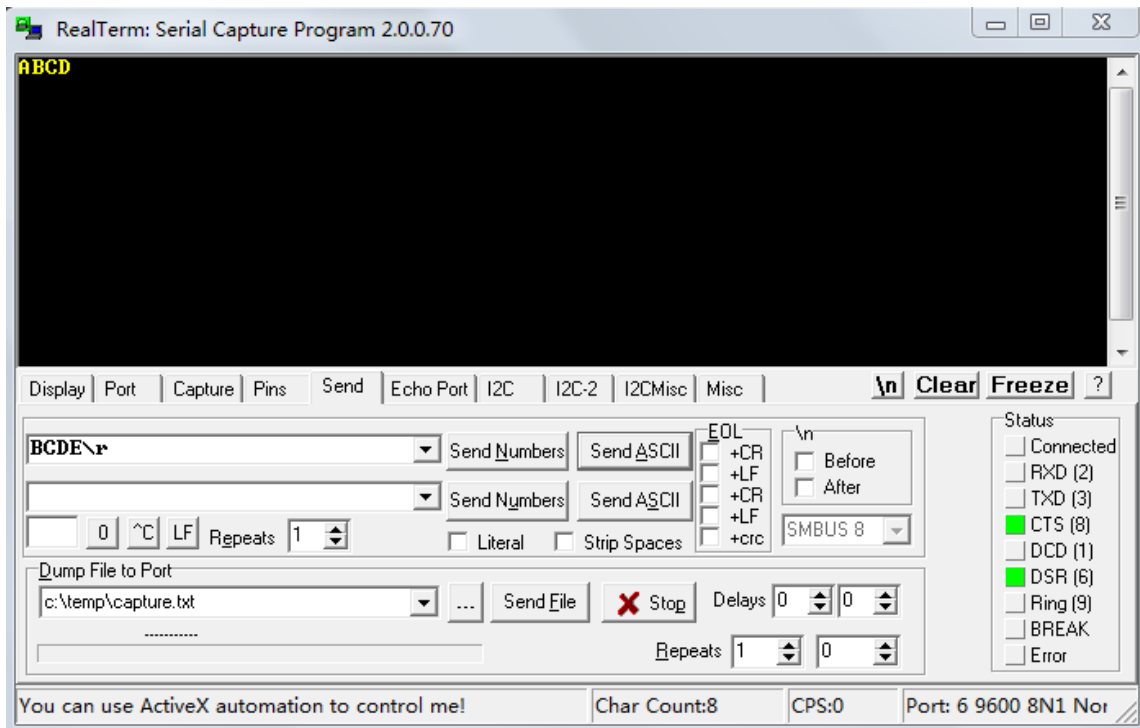 RealTerm: Serial Capture Program 2.0.0.70
ABCD
Display Port Capture Pins Send Echo Port I2C I2C-2 I2CMisc Misc \n Clear Freeze ?
BCDE\r Send Numbers Send ASCII
EOL
+CR
+LF
+CR
+LF
+crc
\n
Before
After
Send Numbers Send ASCII
0 ^C LF Repeats 1 Literal Strip Spaces SMBUS 8
Dump File to Port
c:\temp\capture.txt ... Send File Stop Delays 0 0
-----------
Repeats 1 0
Status
Connected
RXD (2)
TXD (3)
CTS (8)
DCD (1)
DSR (6)
Ring (9)
BREAK
Error
You can use ActiveX automation to control me! Char Count:8 CPS:0 Port: 6 9600 8N1 Nor